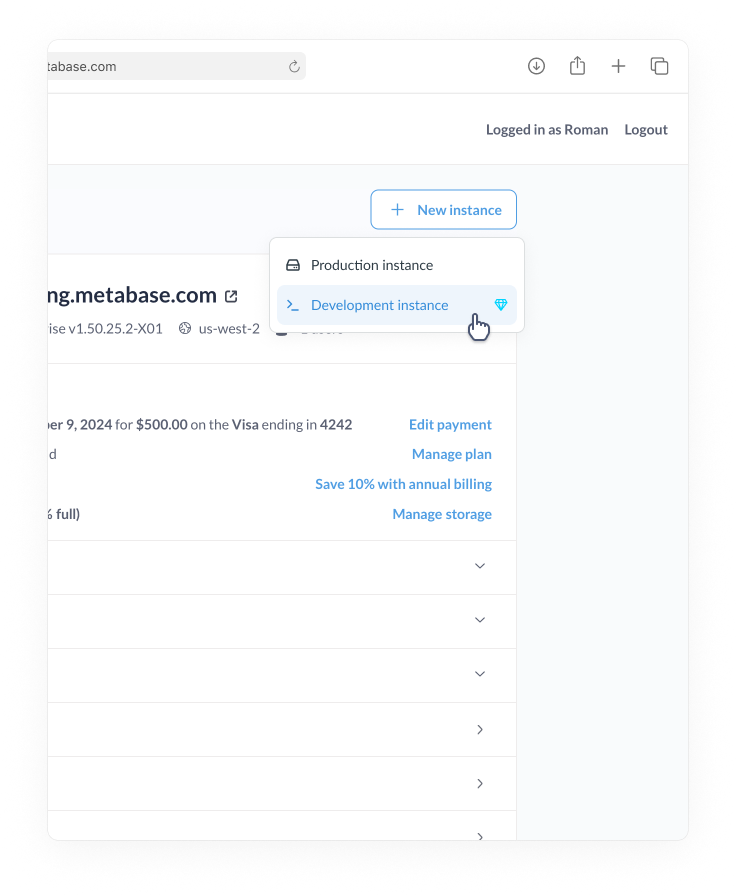 tabase.com
Logged in as Roman Logout
New instance
Production instance
Development instance
ng.metabase.com
ise v1.50.25.2-X01 us-west-2
er 9, 2024 for $500.00 on the Visa ending in 4242 Edit payment
d Manage plan
Save 10% with annual billing
% full) Manage storage